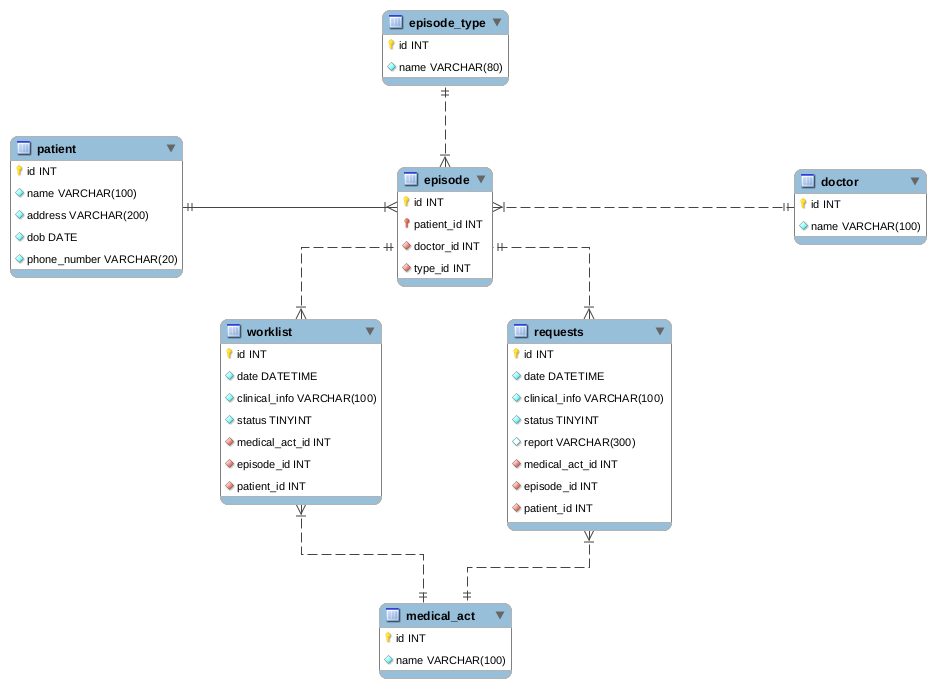 episode_type
id INT
name VARCHAR(80)
patient
id INT
name VARCHAR(100)
address VARCHAR(200)
dob DATE
phone_number VARCHAR(20)
episode
id INT
patient_id INT
doctor_id INT
type_id INT
doctor
id INT
name VARCHAR(100)
worklist
id INT
date DATETIME
clinical_info VARCHAR(100)
status TINYINT
medical_act_id INT
episode_id INT
patient_id INT
requests
id INT
date DATETIME
clinical_info VARCHAR(100)
status TINYINT
report VARCHAR(300)
medical_act_id INT
episode_id INT
patient_id INT
medical_act
id INT
name VARCHAR(100)